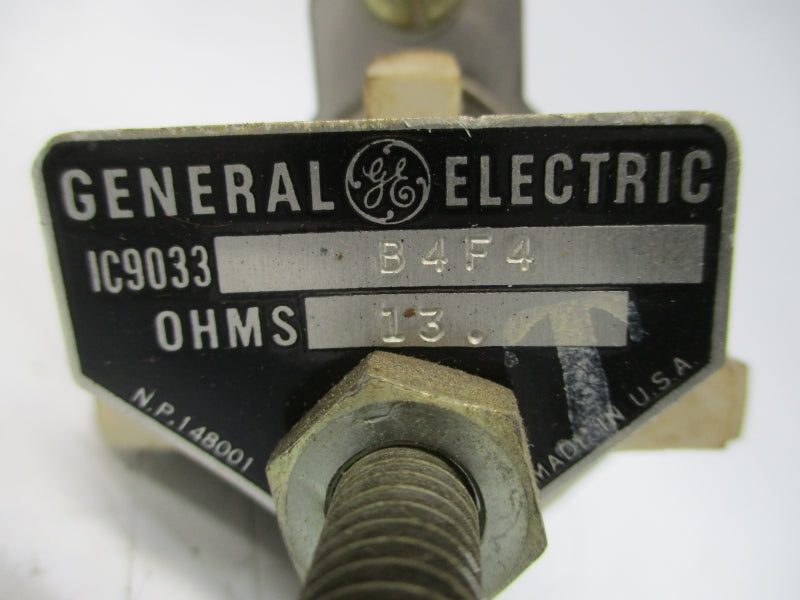 GENERAL GE ELECTRIC
IC9033 B4F4
OHMS 13.
N.P.148001
MADE IN U.S.A.